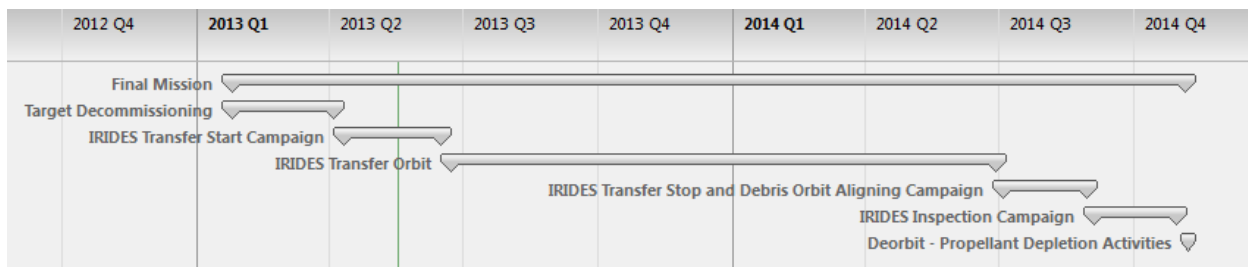 2012 Q4 2013 Q1 2013 Q2 2013 Q3 2013 Q4 2014 Q1 2014 Q2 2014 Q3 2014 Q4
Final Mission
Target Decommissioning
IRIDES Transfer Start Campaign
IRIDES Transfer Orbit
IRIDES Transfer Stop and Debris Orbit Aligning Campaign
IRIDES Inspection Campaign
Deorbit - Propellant Depletion Activities